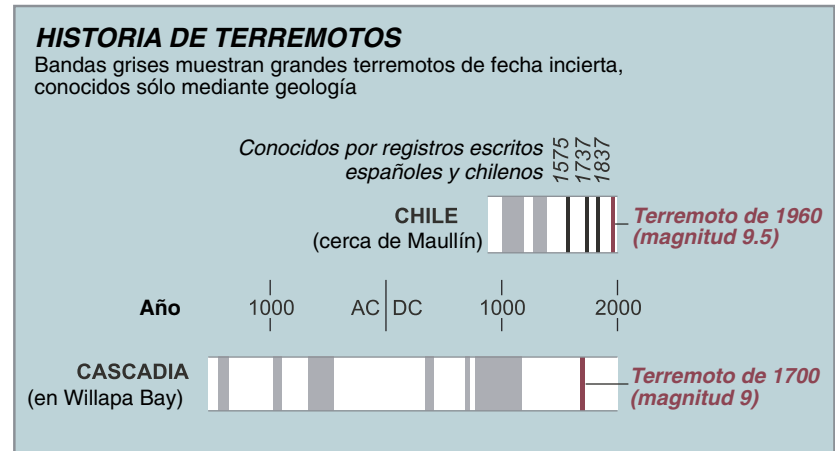 HISTORIA DE TERREMOTOS
Bandas grises muestran grandes terremotos de fecha incierta,
conocidos sólo mediante geología
Conocidos por registros escritos
españoles y chilenos
1575
1737
1837
CHILE
(cerca de Maullín)
Terremoto de 1960
(magnitud 9.5)
Año 1000 AC DC 1000 2000
CASCADIA
(en Willapa Bay)
Terremoto de 1700
(magnitud 9)